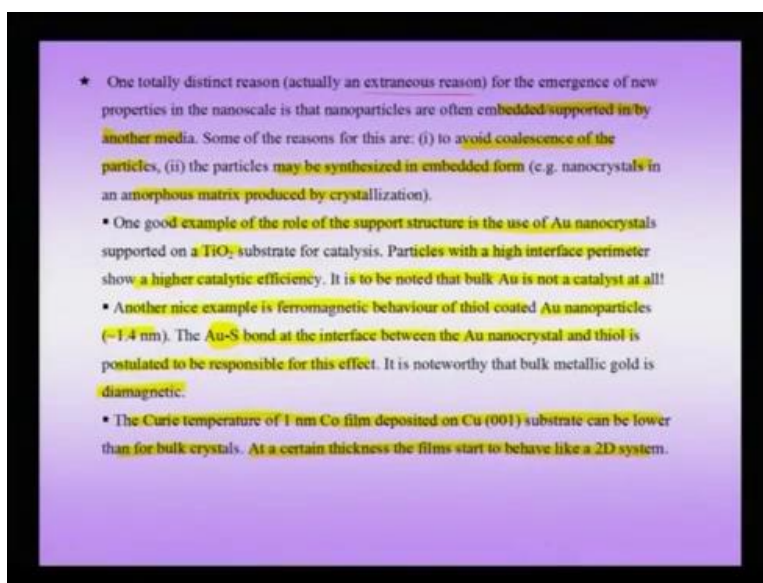 ★ One totally distinct reason (actually an extraneous reason) for the emergence of new
properties in the nanoscale is that nanoparticles are often embedded/supported in/by
another media. Some of the reasons for this are: (i) to avoid coalescence of the
particles, (ii) the particles may be synthesized in embedded form (e.g. nanocrystals in
an amorphous matrix produced by crystallization).
▪ One good example of the role of the support structure is the use of Au nanocrystals
supported on a TiO₂ substrate for catalysis. Particles with a high interface perimeter
show a higher catalytic efficiency. It is to be noted that bulk Au is not a catalyst at all!
▪ Another nice example is ferromagnetic behaviour of thiol coated Au nanoparticles
(~1.4 nm). The Au-S bond at the interface between the Au nanocrystal and thiol is
postulated to be responsible for this effect. It is noteworthy that bulk metallic gold is
diamagnetic.
▪ The Curie temperature of 1 nm Co film deposited on Cu (001) substrate can be lower
than for bulk crystals. At a certain thickness the films start to behave like a 2D system.